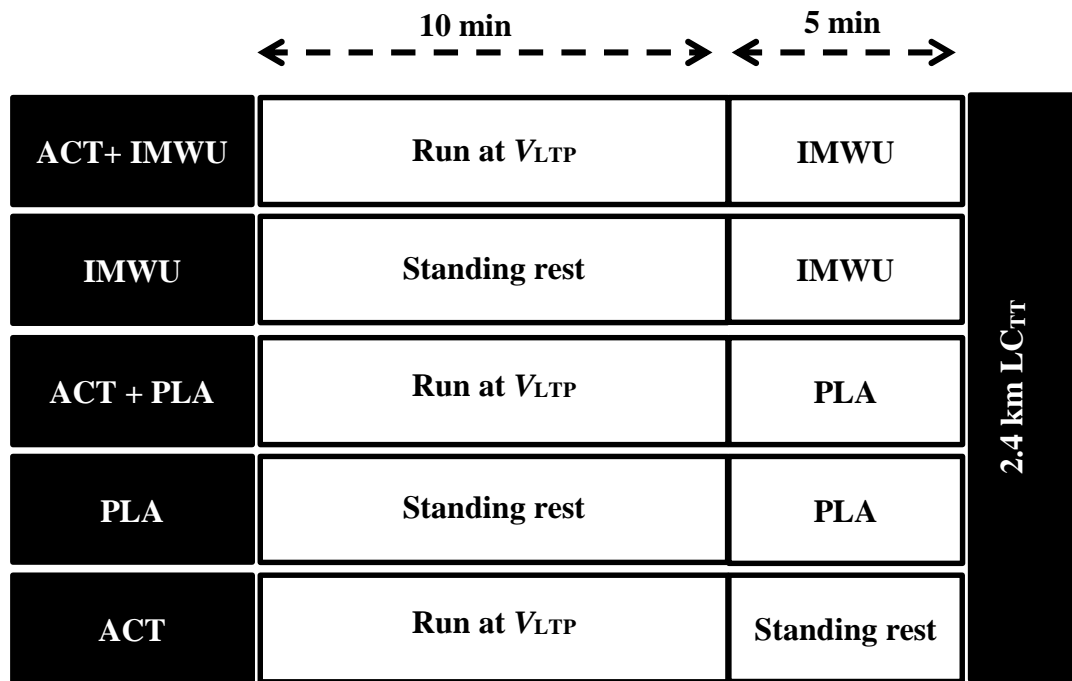 10 min 5 min
ACT+ IMWU Run at VLTP IMWU
IMWU Standing rest IMWU
ACT + PLA Run at VLTP PLA
PLA Standing rest PLA
ACT Run at VLTP Standing rest
2.4 km LCTT